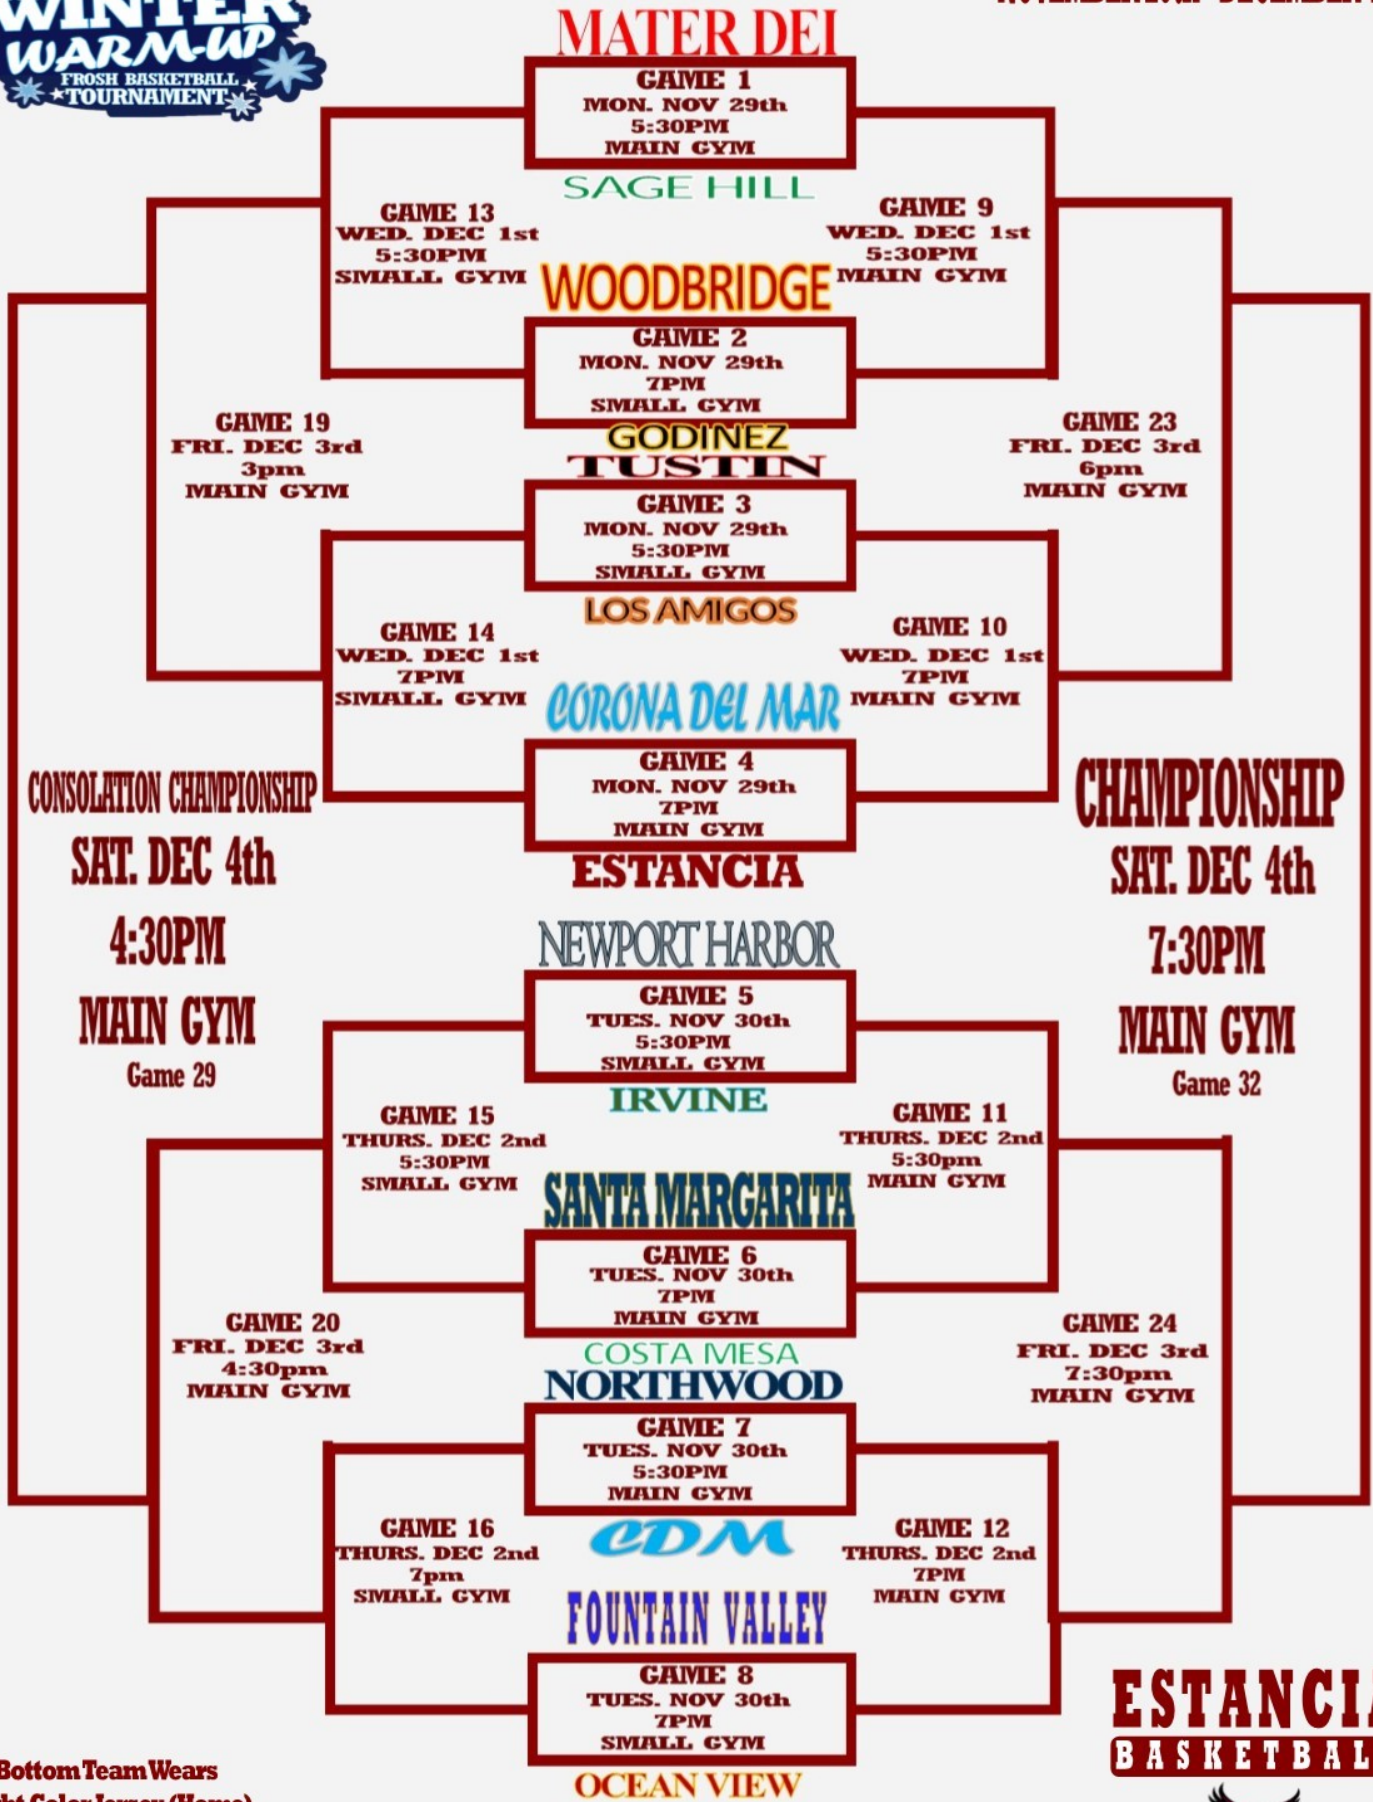 WINTER
WARM-UP
FROSH BASKETBALL
TOURNAMENT
MATER DEI
GAME 1
MON. NOV 29th
5:30PM
MAIN GYM
SAGE HILL
GAME 13
WED. DEC 1st
5:30PM
SMALL GYM
GAME 9
WED. DEC 1st
5:30PM
MAIN GYM
WOODBRIDGE
GAME 2
MON. NOV 29th
7PM
SMALL GYM
GODINEZ
GAME 19
FRI. DEC 3rd
3pm
MAIN GYM
GAME 23
FRI. DEC 3rd
6pm
MAIN GYM
TUSTIN
GAME 3
MON. NOV 29th
5:30PM
SMALL GYM
LOS AMIGOS
GAME 14
WED. DEC 1st
7PM
SMALL GYM
GAME 10
WED. DEC 1st
7PM
MAIN GYM
CORONA DEL MAR
GAME 4
MON. NOV 29th
7PM
MAIN GYM
ESTANCIA
CONSOLATION CHAMPIONSHIP
SAT. DEC 4th
4:30PM
MAIN GYM
Game 29
CHAMPIONSHIP
SAT. DEC 4th
7:30PM
MAIN GYM
Game 32
NEWPORT HARBOR
GAME 5
TUES. NOV 30th
5:30PM
SMALL GYM
IRVINE
GAME 15
THURS. DEC 2nd
5:30PM
SMALL GYM
GAME 11
THURS. DEC 2nd
5:30pm
MAIN GYM
SANTA MARGARITA
GAME 6
TUES. NOV 30th
7PM
MAIN GYM
COSTA MESA
GAME 20
FRI. DEC 3rd
4:30pm
MAIN GYM
GAME 24
FRI. DEC 3rd
7:30pm
MAIN GYM
NORTHWOOD
GAME 7
TUES. NOV 30th
5:30PM
MAIN GYM
CDM
GAME 16
THURS. DEC 2nd
7pm
SMALL GYM
GAME 12
THURS. DEC 2nd
7PM
MAIN GYM
FOUNTAIN VALLEY
GAME 8
TUES. NOV 30th
7PM
SMALL GYM
OCEAN VIEW
ESTANCIA
BASKETBAL
Bottom Team Wears
Color Jersey (Home)